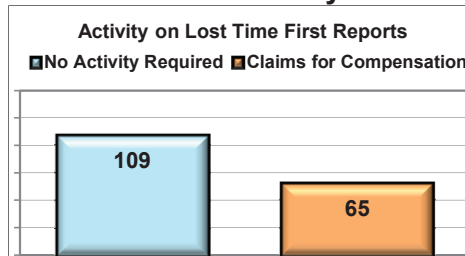 Activity on Lost Time First Reports
No Activity Required Claims for Compensation
109
65